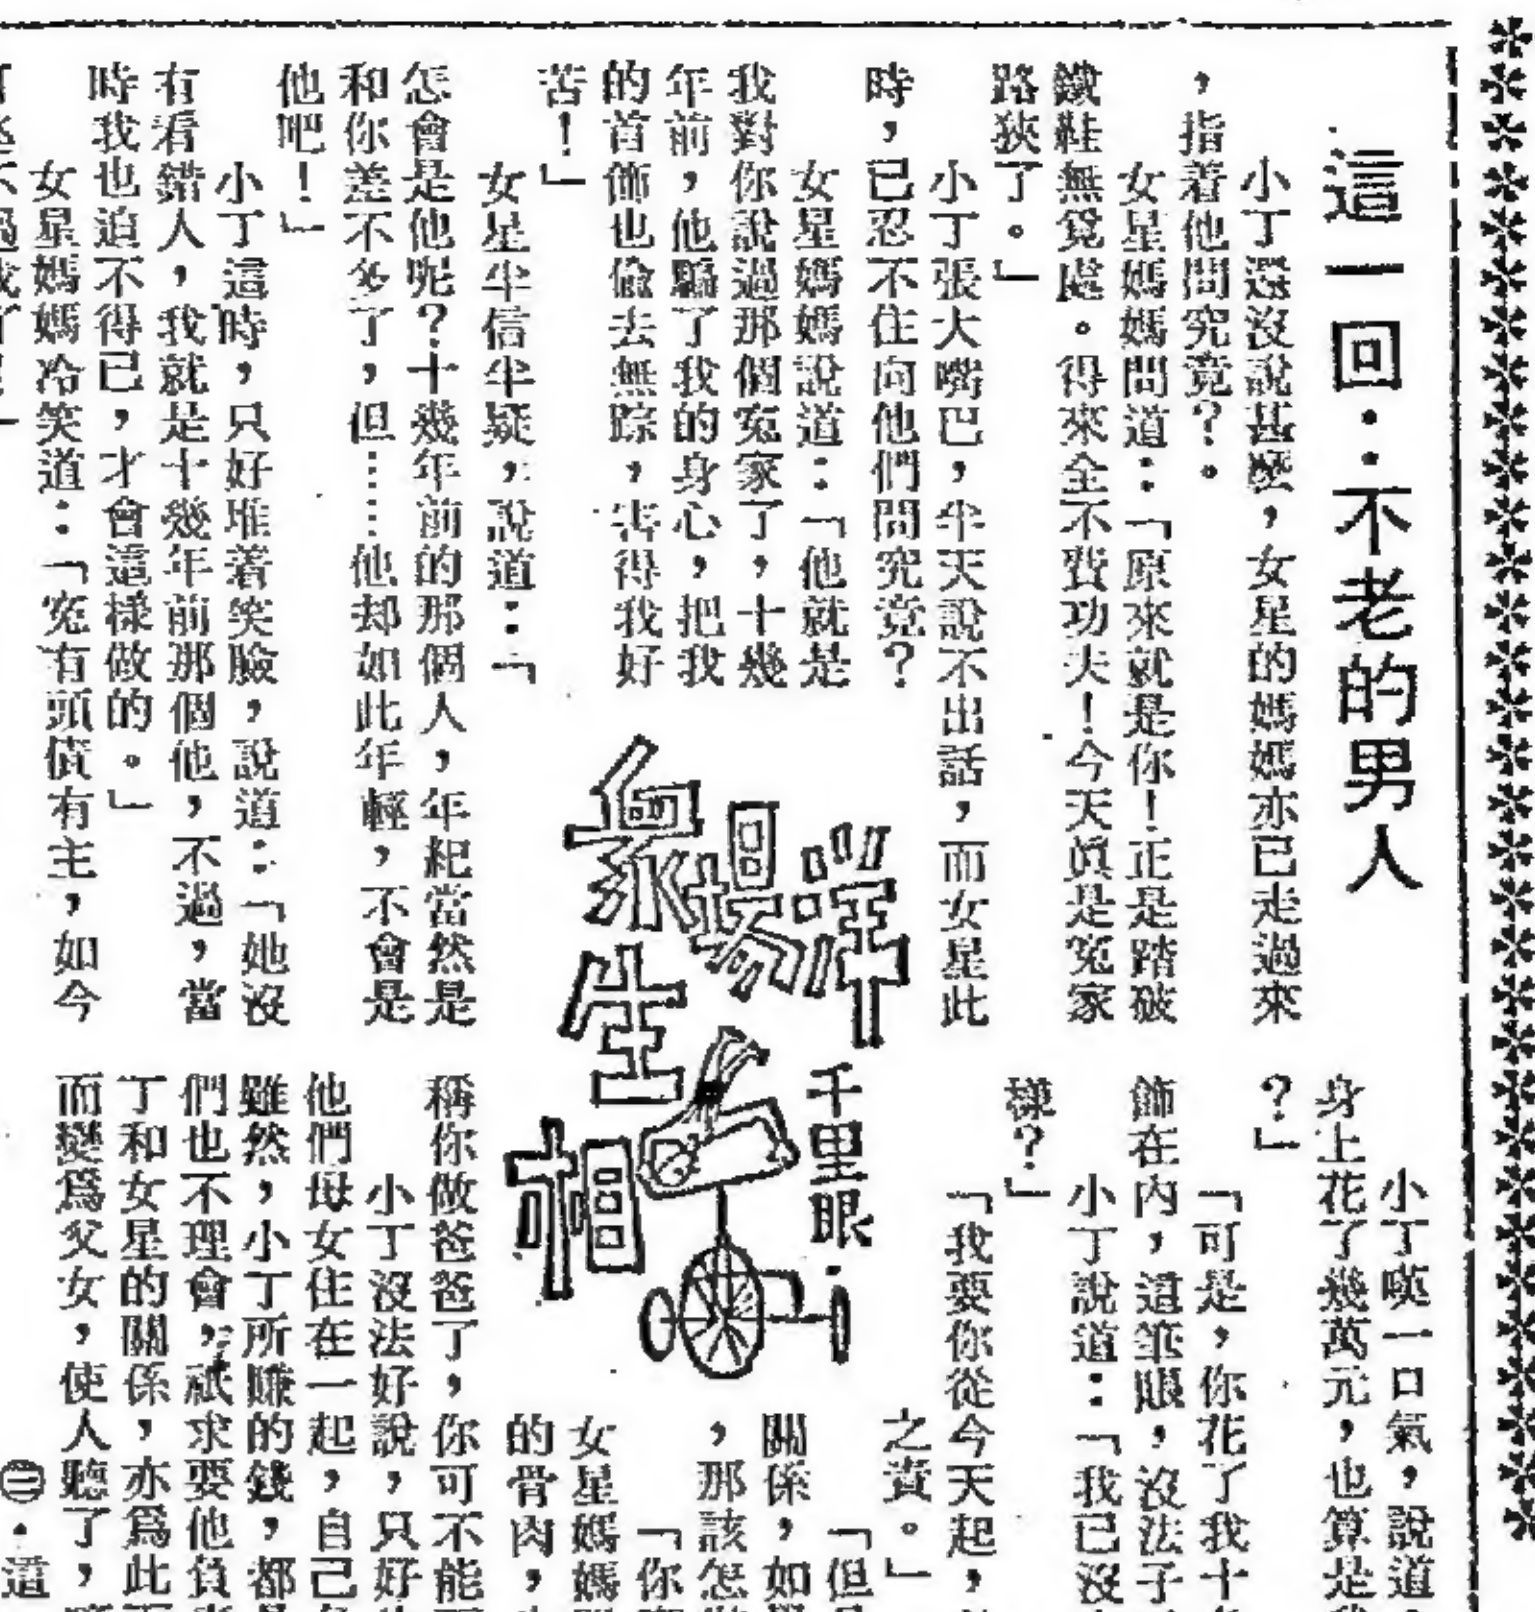 這一回：不老的男人
小丁還沒說甚麼，女星的媽媽亦已走過來
，指着他問究竟？。
女星媽媽問道：「原來就是你！正是踏破
鐵鞋無覓處。得來全不費功夫！今天眞是寃家
路狹了。」
小丁張大嘴巴，半天說不出話，而女星此
時，已忍不住向他們問究竟？
女星媽媽說道：「他就是
我對你說過那個寃家了，十幾
年前，他騙了我的身心，把我
的首飾也偸去無踪，害得我好
苦！」
女星半信半疑，說道：「
怎會是他呢？十幾年前的那個人，年紀當然是
和你差不多了，但……他却如此年輕，不會是
他吧！」
小丁這時，只好堆着笑臉，說道：「她沒
有看錯人，我就是十幾年前那個他，不過，當
時我也迫不得已，才會這樣做的。」
女星媽媽冷笑道：「寃有頭債有主，如今
洋場衆生相
千里眼·
小丁嘆一口氣，說道
身上花了幾萬元，也算是
？」
「可是，你花了我十
飾在內，這筆賬，沒法子
小丁說道：「我已沒
樣？」
「我要你從今天起，
之責。」
「但
關係，如
，那該怎
「你
女星媽媽
的骨肉，
稱你做爸爸了，你可不能
小丁沒法好說，只好
他們母女住在一起，自己
雖然，小丁所賺的錢，都
們也不理會，祇求要他負
丁和女星的關係，亦爲此
而變爲父女，使人聽了，
㊂·道